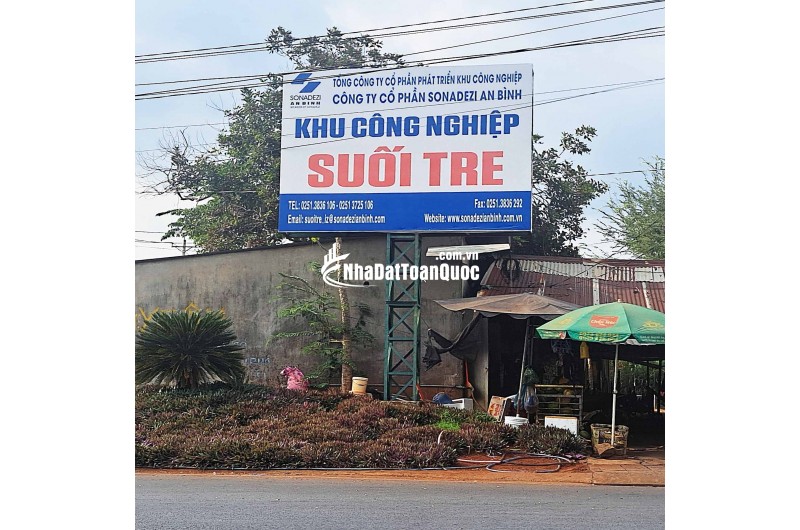 TỔNG CÔNG TY CỔ PHẦN PHÁT TRIỂN KHU CÔNG NGHIỆP
SONADEZI
AN BÌNH
CÔNG TY CỔ PHẦN SONADEZI AN BÌNH
KHU CÔNG NGHIỆP
SUỐI TRE
TEL: 0251.3836 106 - 0251 3725 106
Fax: 0251.3836 292
Email: suoitre_iz@sonadezianbinh.com
Website: www.sonadezianbinh.com.vn
.com.vn
NHADATTOANQUOC